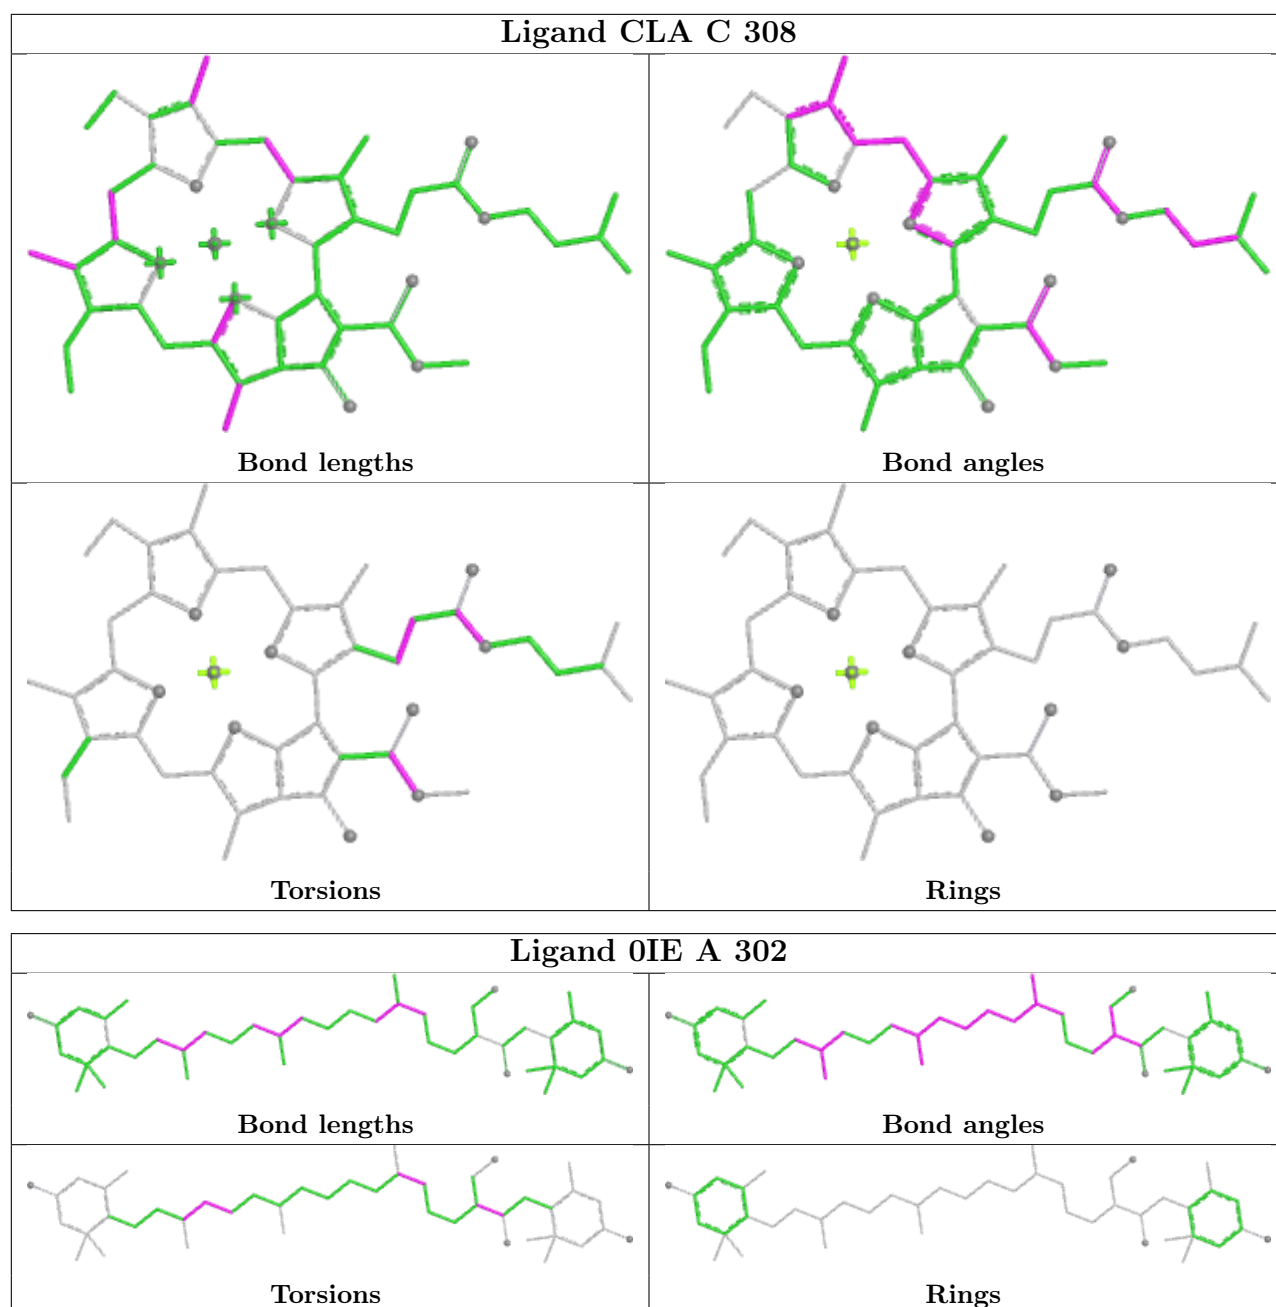 Ligand CLA C 308
Bond lengths
Bond angles
Torsions
Rings
Ligand 0IE A 302
Bond lengths
Bond angles
Torsions
Rings